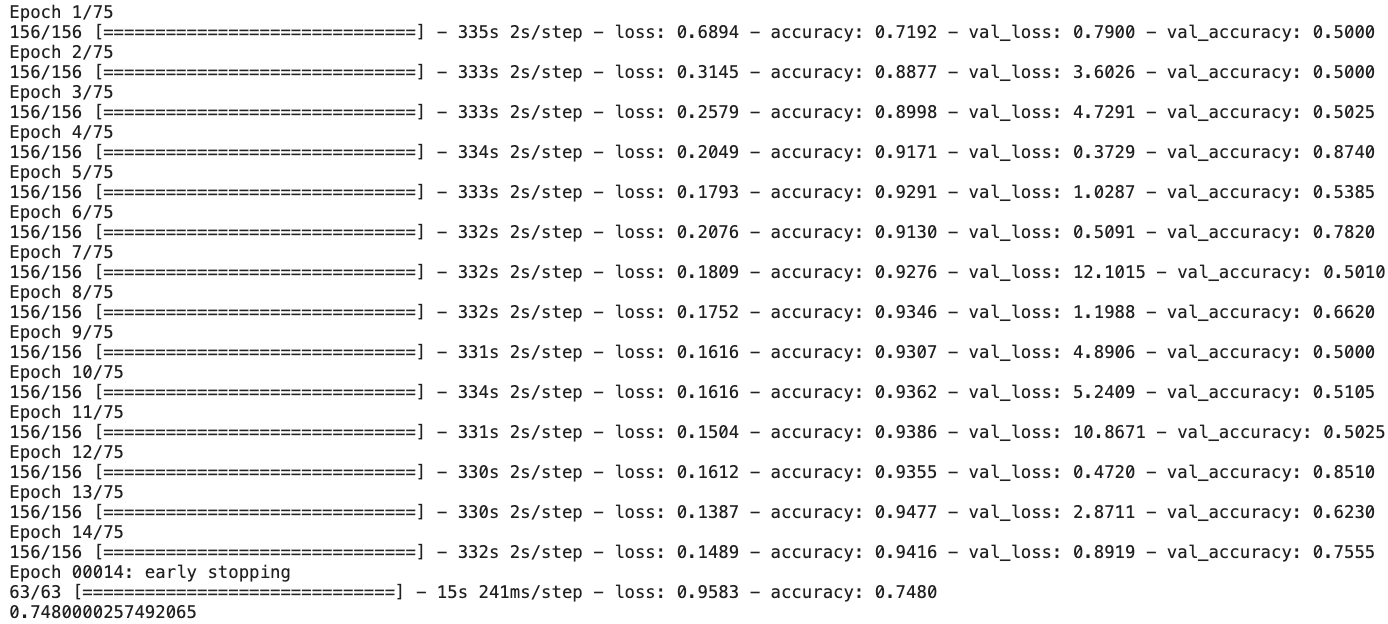 Epoch 1/75
156/156 [==============================] - 335s 2s/step - loss: 0.6894 - accuracy: 0.7192 - val_loss: 0.7900 - val_accuracy: 0.5000
Epoch 2/75
156/156 [==============================] - 333s 2s/step - loss: 0.3145 - accuracy: 0.8877 - val_loss: 3.6026 - val_accuracy: 0.5000
Epoch 3/75
156/156 [==============================] - 333s 2s/step - loss: 0.2579 - accuracy: 0.8998 - val_loss: 4.7291 - val_accuracy: 0.5025
Epoch 4/75
156/156 [==============================] - 334s 2s/step - loss: 0.2049 - accuracy: 0.9171 - val_loss: 0.3729 - val_accuracy: 0.8740
Epoch 5/75
156/156 [==============================] - 333s 2s/step - loss: 0.1793 - accuracy: 0.9291 - val_loss: 1.0287 - val_accuracy: 0.5385
Epoch 6/75
156/156 [==============================] - 332s 2s/step - loss: 0.2076 - accuracy: 0.9130 - val_loss: 0.5091 - val_accuracy: 0.7820
Epoch 7/75
156/156 [==============================] - 332s 2s/step - loss: 0.1809 - accuracy: 0.9276 - val_loss: 12.1015 - val_accuracy: 0.5010
Epoch 8/75
156/156 [==============================] - 332s 2s/step - loss: 0.1752 - accuracy: 0.9346 - val_loss: 1.1988 - val_accuracy: 0.6620
Epoch 9/75
156/156 [==============================] - 331s 2s/step - loss: 0.1616 - accuracy: 0.9307 - val_loss: 4.8906 - val_accuracy: 0.5000
Epoch 10/75
156/156 [==============================] - 334s 2s/step - loss: 0.1616 - accuracy: 0.9362 - val_loss: 5.2409 - val_accuracy: 0.5105
Epoch 11/75
156/156 [==============================] - 331s 2s/step - loss: 0.1504 - accuracy: 0.9386 - val_loss: 10.8671 - val_accuracy: 0.5025
Epoch 12/75
156/156 [==============================] - 330s 2s/step - loss: 0.1612 - accuracy: 0.9355 - val_loss: 0.4720 - val_accuracy: 0.8510
Epoch 13/75
156/156 [==============================] - 330s 2s/step - loss: 0.1387 - accuracy: 0.9477 - val_loss: 2.8711 - val_accuracy: 0.6230
Epoch 14/75
156/156 [==============================] - 332s 2s/step - loss: 0.1489 - accuracy: 0.9416 - val_loss: 0.8919 - val_accuracy: 0.7555
Epoch 00014: early stopping
63/63 [==============================] - 15s 241ms/step - loss: 0.9583 - accuracy: 0.7480
0.7480000257492065